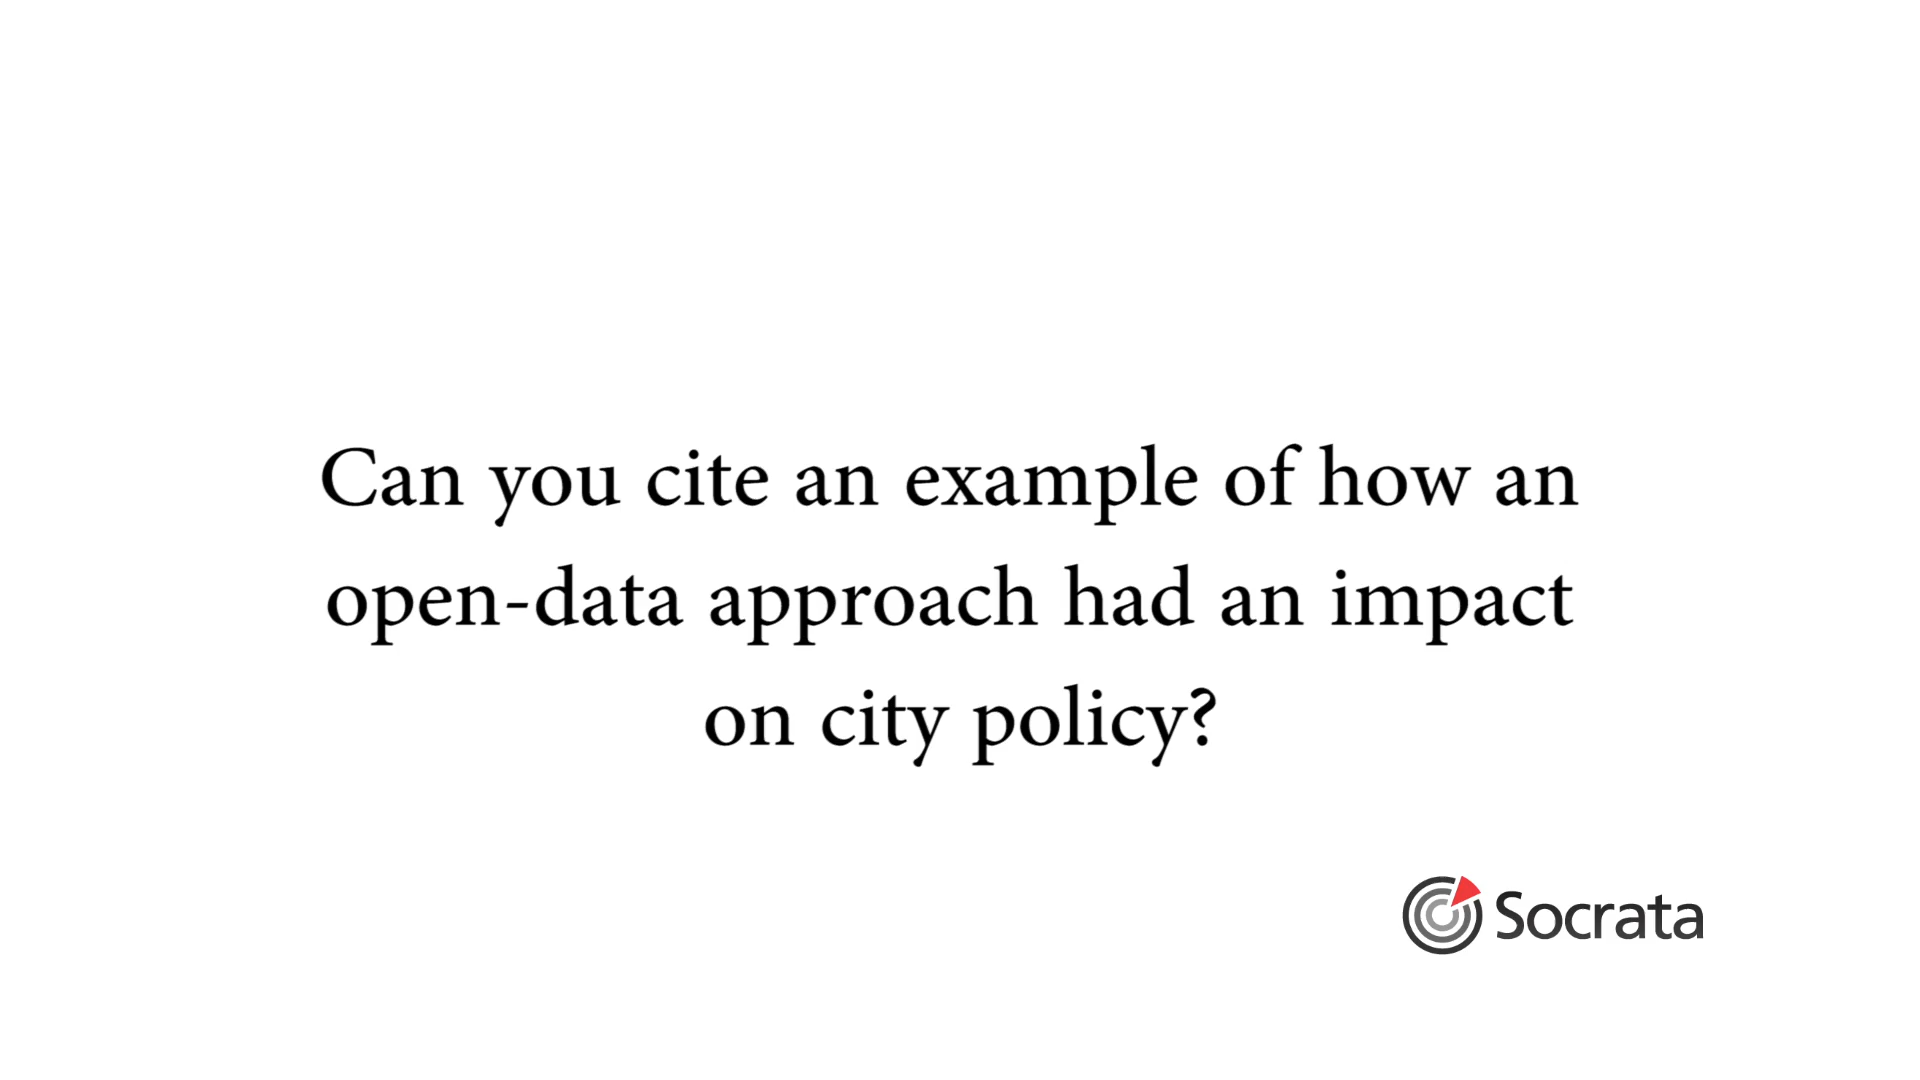 Can you cite an example of how an
open-data approach had an impact
on city policy?
Socrata